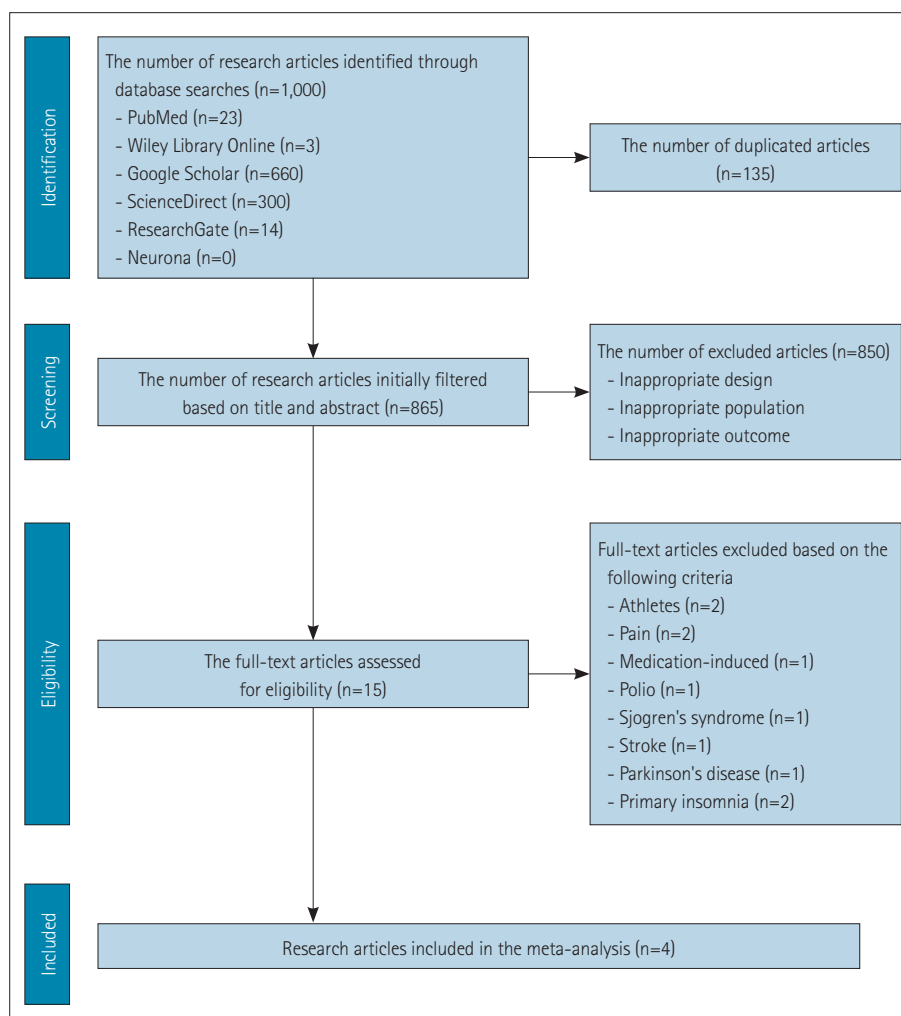 Identification
The number of research articles identified through
database searches (n=1,000)
- PubMed (n=23)
- Wiley Library Online (n=3)
- Google Scholar (n=660)
- ScienceDirect (n=300)
- ResearchGate (n=14)
- Neurona (n=0)
The number of duplicated articles
(n=135)
Screening
The number of research articles initially filtered
based on title and abstract (n=865)
The number of excluded articles (n=850)
- Inappropriate design
- Inappropriate population
- Inappropriate outcome
Eligibility
The full-text articles assessed
for eligibility (n=15)
Full-text articles excluded based on the
following criteria
- Athletes (n=2)
- Pain (n=2)
- Medication-induced (n=1)
- Polio (n=1)
- Sjogren's syndrome (n=1)
- Stroke (n=1)
- Parkinson's disease (n=1)
- Primary insomnia (n=2)
Included
Research articles included in the meta-analysis (n=4)